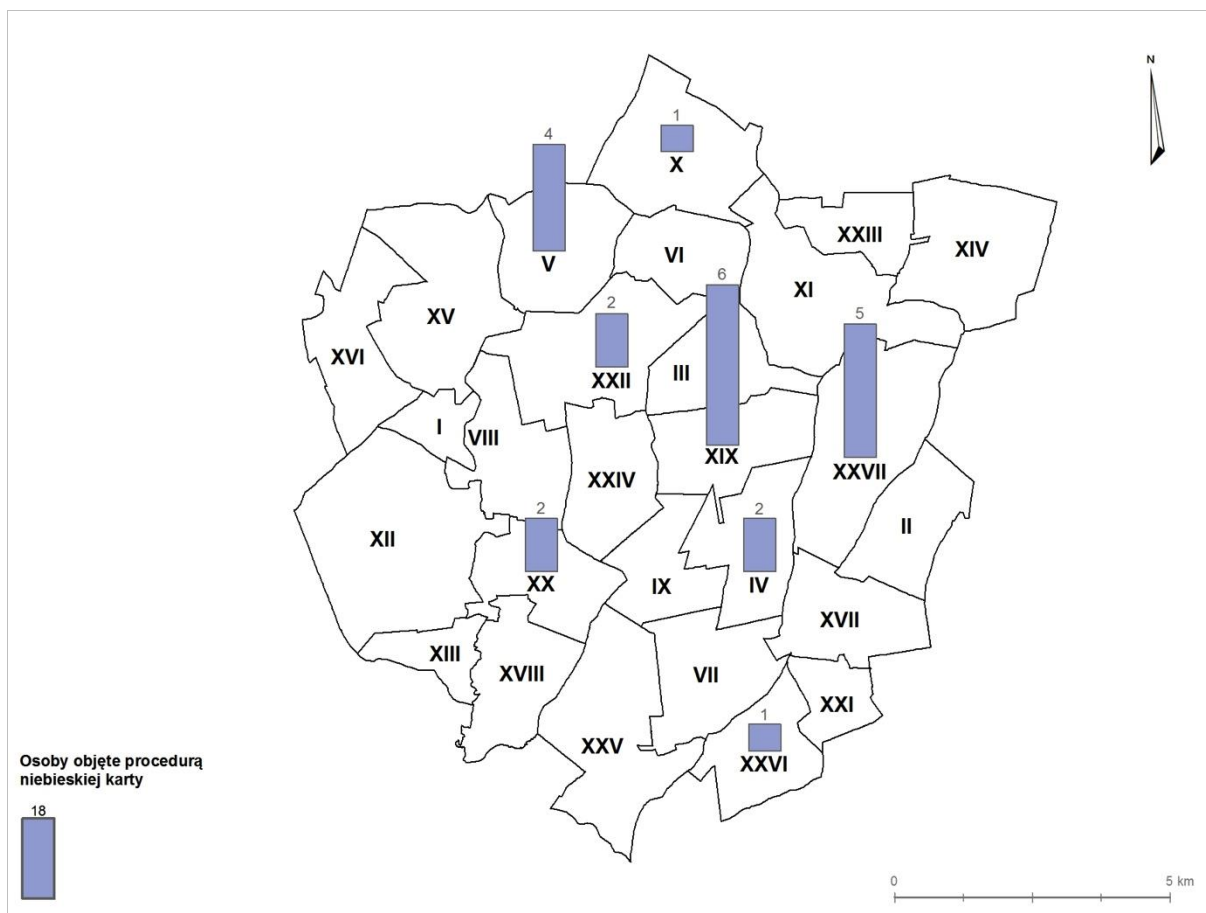 N
1
X
4
V
VI
XXIII
XIV
XI
XV
XVI
2
XXII
6
III
5
I
VIII
XIX
XXVII
XXIV
XII
2
XX
2
IV
IX
II
XVII
XIII
XVIII
VII
XXI
XXV
1
XXVI
Osoby objęte procedurą
niebieskiej karty
18
0
5 km